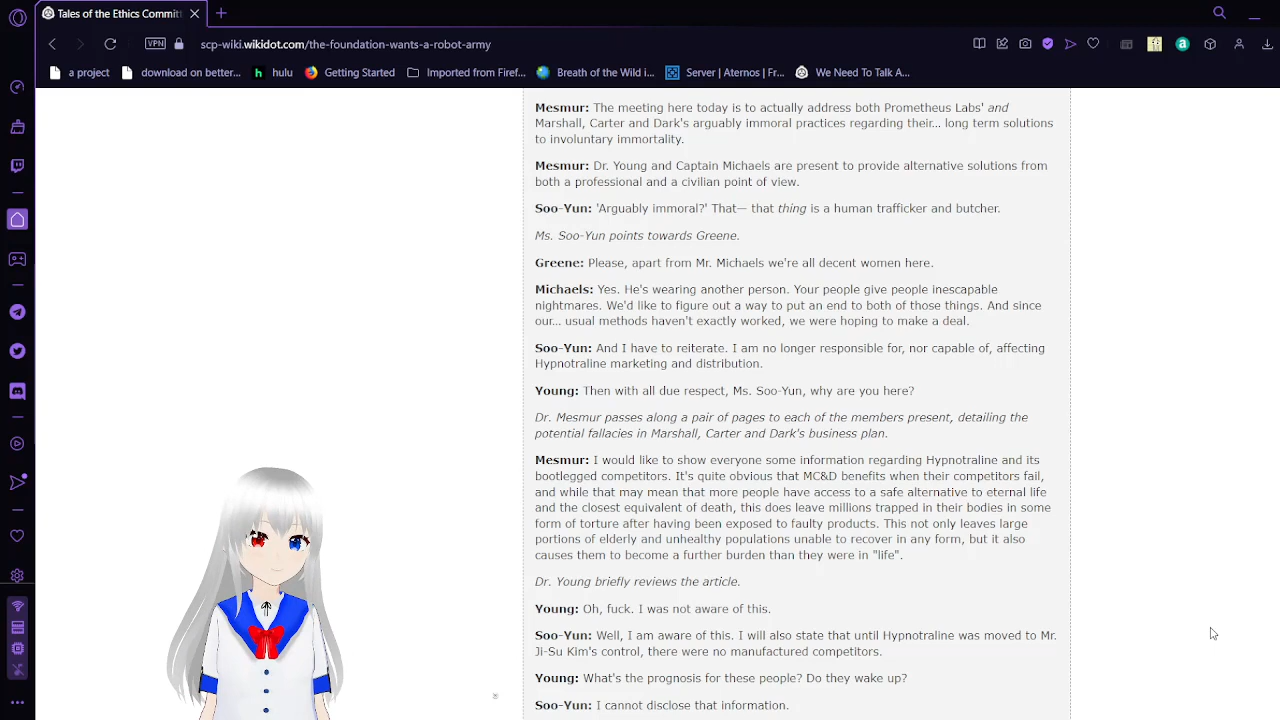 Tales of the Ethics Committ
scp-wiki.wikidot.com/the-foundation-wants-a-robot-army
VPN
a project
download on better...
hulu
Getting Started
Imported from Firef...
Breath of the Wild i...
Server | Aternos | Fr...
We Need To Talk A...
Mesmur: The meeting here today is to actually address both Prometheus Labs' and
Marshall, Carter and Dark's arguably immoral practices regarding their... long term solutions
to involuntary immortality.
Mesmur: Dr. Young and Captain Michaels are present to provide alternative solutions from
both a professional and a civilian point of view.
Soo-Yun: 'Arguably immoral?' That— that thing is a human trafficker and butcher.
Ms. Soo-Yun points towards Greene.
Greene: Please, apart from Mr. Michaels we're all decent women here.
Michaels: Yes. He's wearing another person. Your people give people inescapable
nightmares. We'd like to figure out a way to put an end to both of those things. And since
our... usual methods haven't exactly worked, we were hoping to make a deal.
Soo-Yun: And I have to reiterate. I am no longer responsible for, nor capable of, affecting
Hypnotraline marketing and distribution.
Young: Then with all due respect, Ms. Soo-Yun, why are you here?
Dr. Mesmur passes along a pair of pages to each of the members present, detailing the
potential fallacies in Marshall, Carter and Dark's business plan.
Mesmur: I would like to show everyone some information regarding Hypnotraline and its
bootlegged competitors. It's quite obvious that MC&D benefits when their competitors fail,
and while that may mean that more people have access to a safe alternative to eternal life
and the closest equivalent of death, this does leave millions trapped in their bodies in some
form of torture after having been exposed to faulty products. This not only leaves large
portions of elderly and unhealthy populations unable to recover in any form, but it also
causes them to become a further burden than they were in "life".
Dr. Young briefly reviews the article.
Young: Oh, fuck. I was not aware of this.
Soo-Yun: Well, I am aware of this. I will also state that until Hypnotraline was moved to Mr.
Ji-Su Kim's control, there were no manufactured competitors.
Young: What's the prognosis for these people? Do they wake up?
Soo-Yun: I cannot disclose that information.